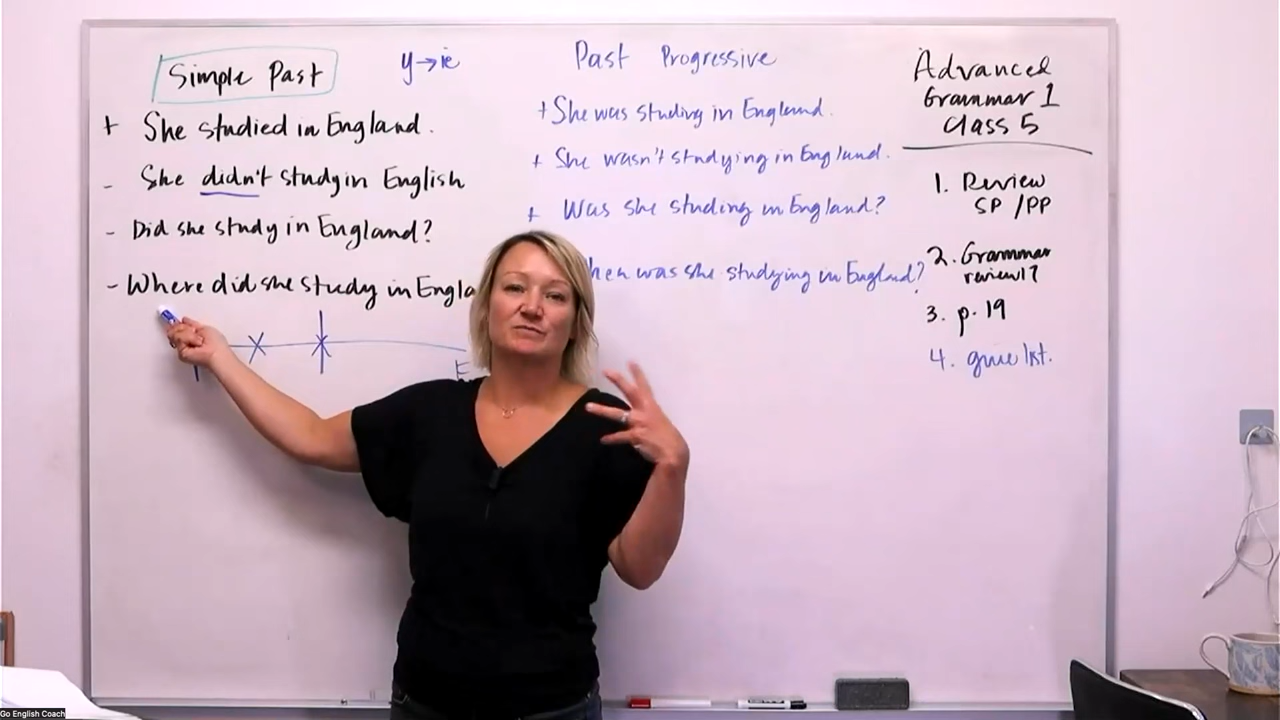 Simple Past
y→ie
+ She studied in England.
- She didn't study in English
- Did she study in England?
- Where did she study in Engla
E
Past Progressive
+ She was studing in England.
+ She wasn't studying in England.
+ Was she studing in England?
hen was she studying in England?
Advanced
Grammar 1
Class 5
1. Review
SP / PP
2. Grammar
review 1?
3. p. 19
4.
Go English Coach